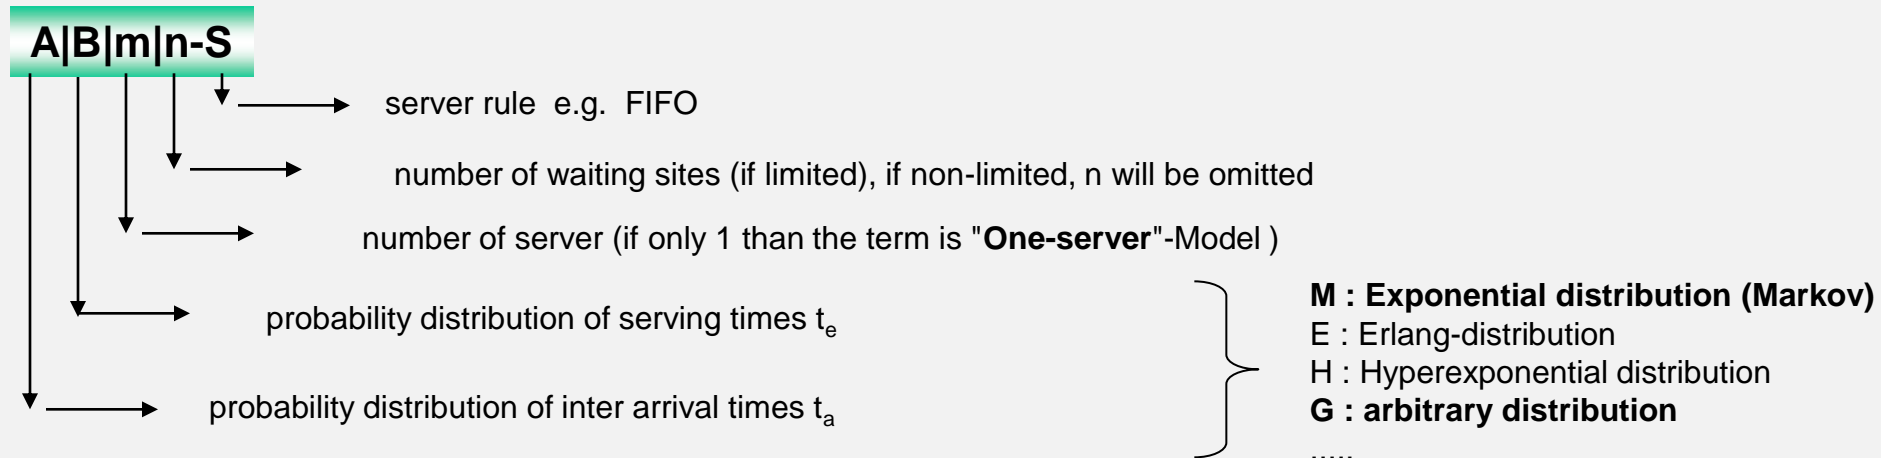 A|B|m|n-S
server rule e.g. FIFO
number of waiting sites (if limited), if non-limited, n will be omitted
number of server (if only 1 than the term is "One-server"-Model )
probability distribution of serving times te
probability distribution of inter arrival times ta
M : Exponential distribution (Markov)
E : Erlang-distribution
H : Hyperexponential distribution
G : arbitrary distribution
.....